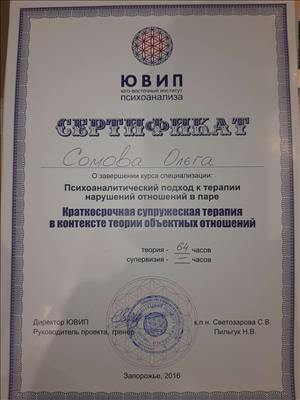 ЮВИП
юго-восточный институт
психоанализа
СЕРТИФИКАТ
Сомова Ольга
О завершении курса специализации:
Психоаналитический подход к терапии
нарушений отношений в паре
Краткосрочная супружеская терапия
в контексте теории объектных отношений
теория - 64 часов
супервизия - — часов
Директор ЮВИП к.п.н. Светозарова С.В.
Руководитель проекта, тренер Пильгук Н.В.
Запорожье, 2016